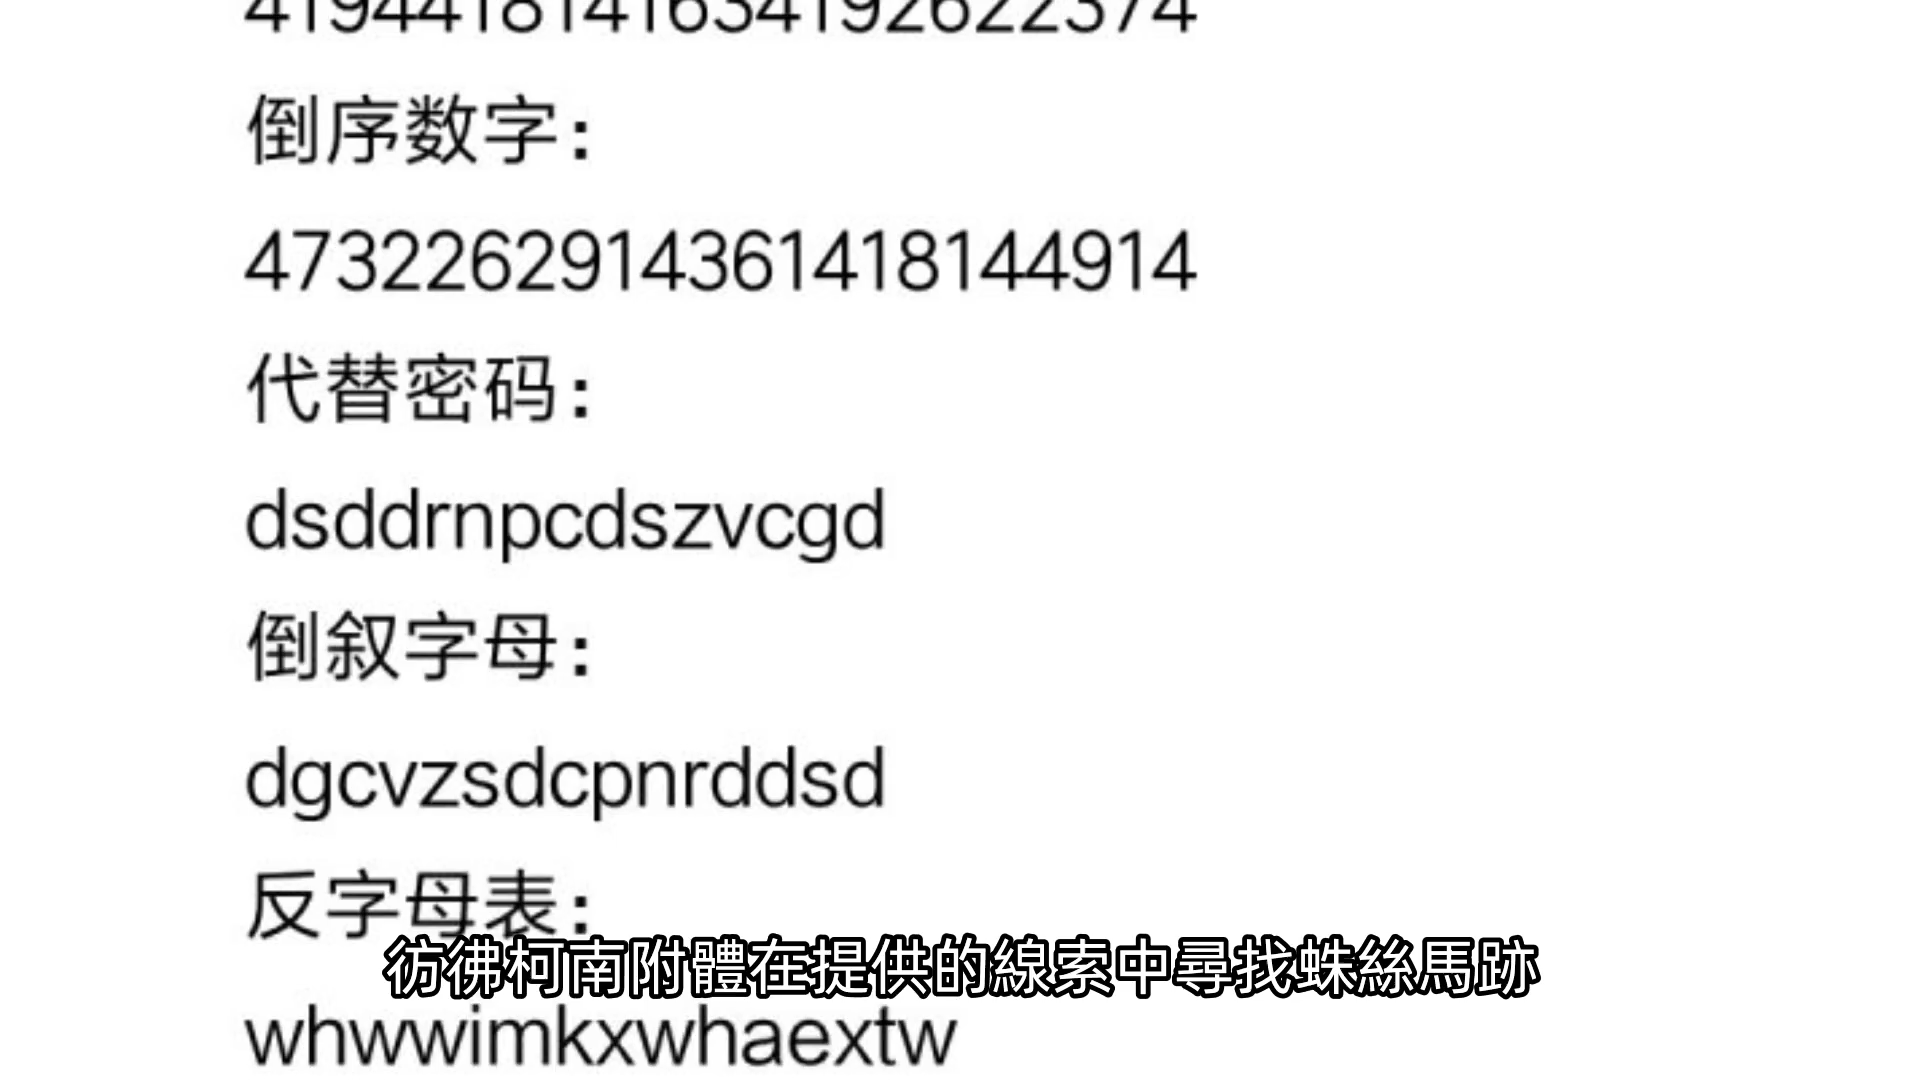 4194418141634192622374
倒序数字：
4732262914361418144914
代替密码：
dsddrnpcdszvcgd
倒叙字母：
dgcvzsdcpnrddsd
反字母表：
彷彿柯南附體在提供的線索中尋找蛛絲馬跡
whwwimkxwhaextw